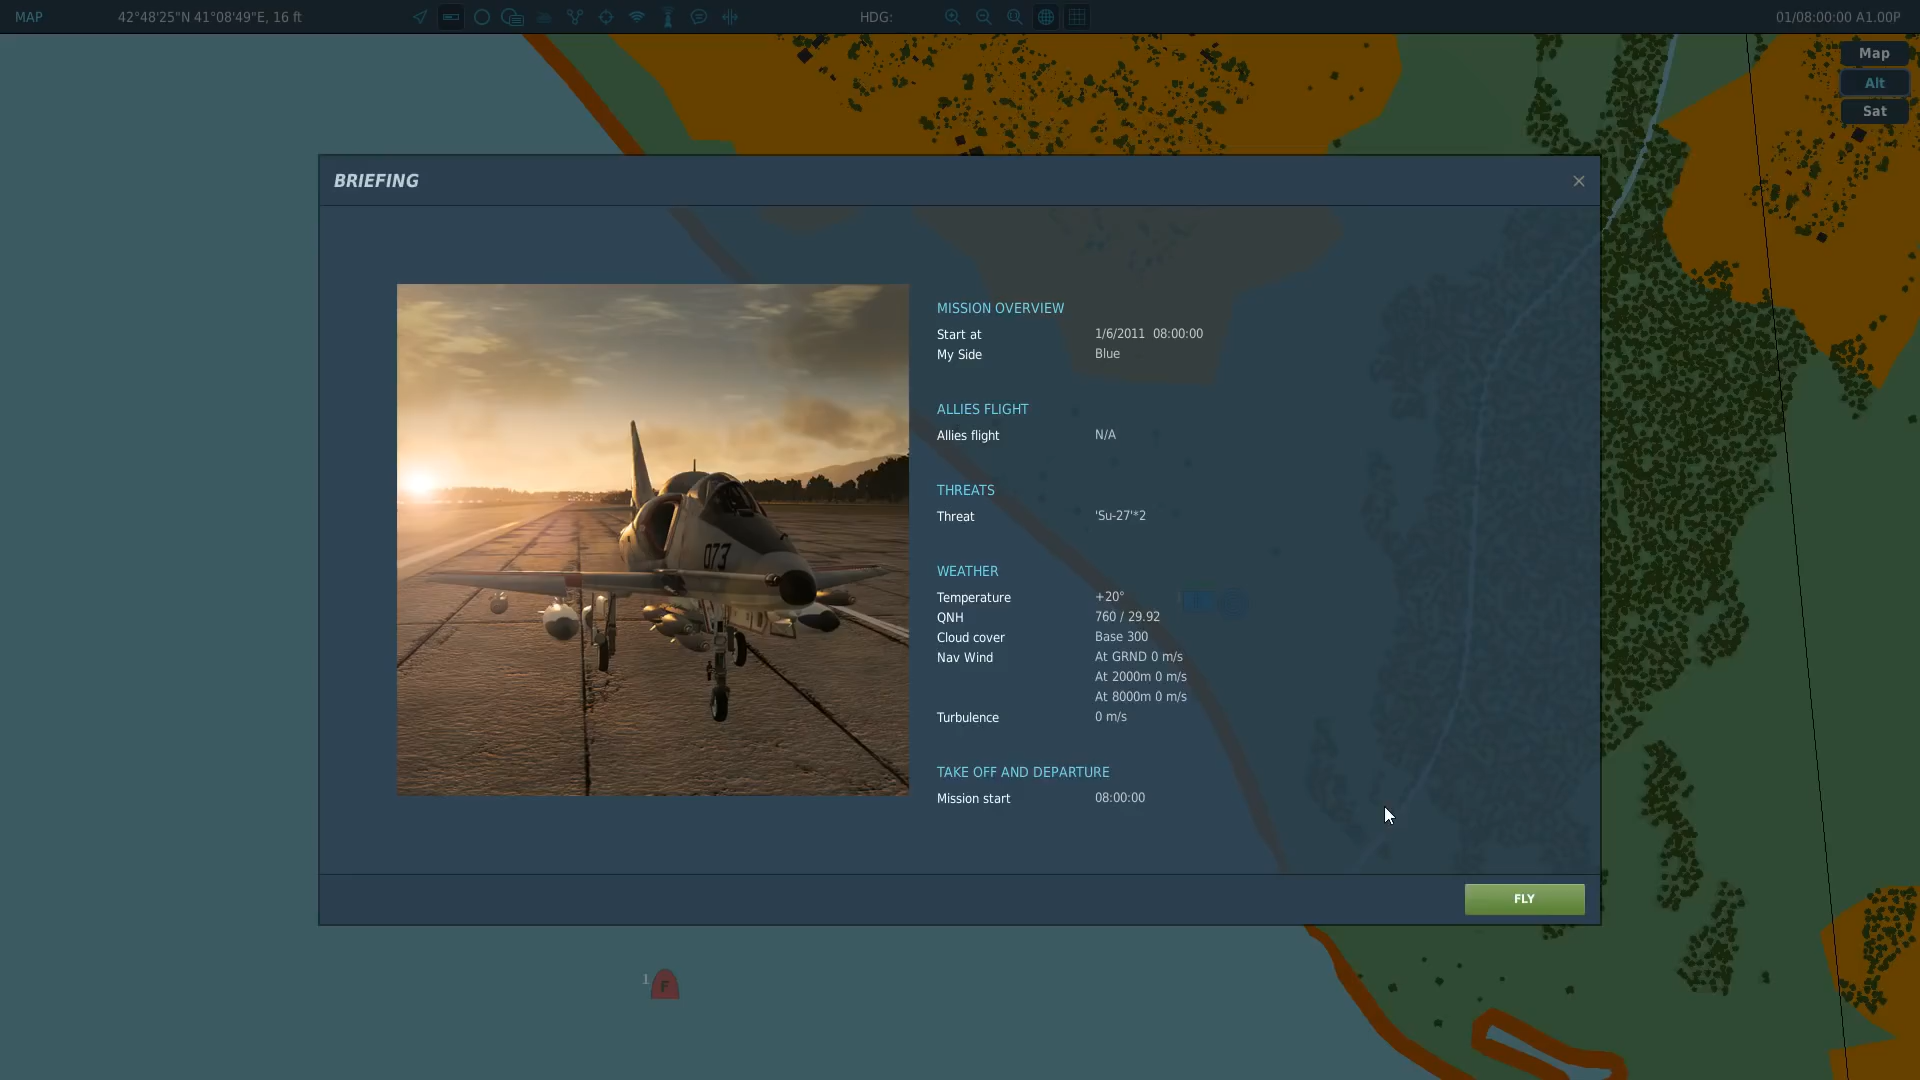 MAP
42°48'25"N 41°08'49"E, 16 ft
HDG:
01/08:00:00 A1.00P
Map
Alt
Sat
BRIEFING
MISSION OVERVIEW
Start at 1/6/2011 08:00:00
My Side Blue
ALLIES FLIGHT
Allies flight N/A
THREATS
Threat 'Su-27'*2
WEATHER
Temperature +20°
QNH 760 / 29.92
Cloud cover Base 300
Nav Wind At GRND 0 m/s
At 2000m 0 m/s
At 8000m 0 m/s
Turbulence 0 m/s
TAKE OFF AND DEPARTURE
Mission start 08:00:00
073
FLY
1
F